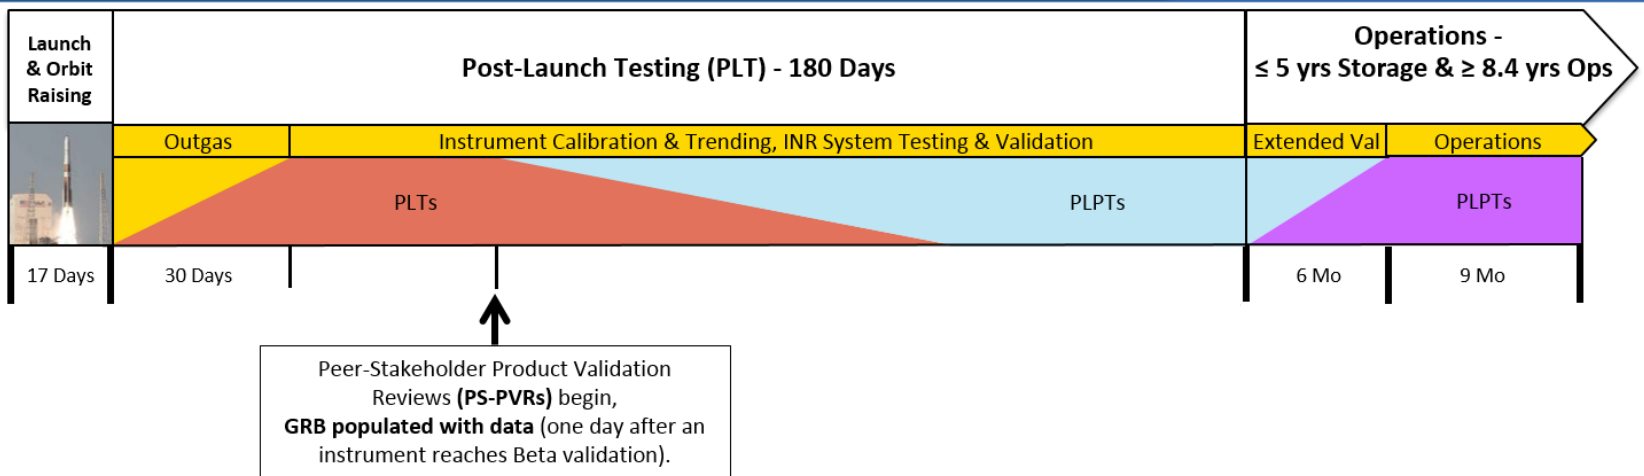 Launch
& Orbit
Raising
Post-Launch Testing (PLT) - 180 Days
Operations -
≤ 5 yrs Storage & ≥ 8.4 yrs Ops
Outgas
Instrument Calibration & Trending, INR System Testing & Validation
Extended Val
Operations
PLTs
PLPTs
PLPTs
17 Days
30 Days
6 Mo
9 Mo
Peer-Stakeholder Product Validation
Reviews (PS-PVRs) begin,
GRB populated with data (one day after an
instrument reaches Beta validation).